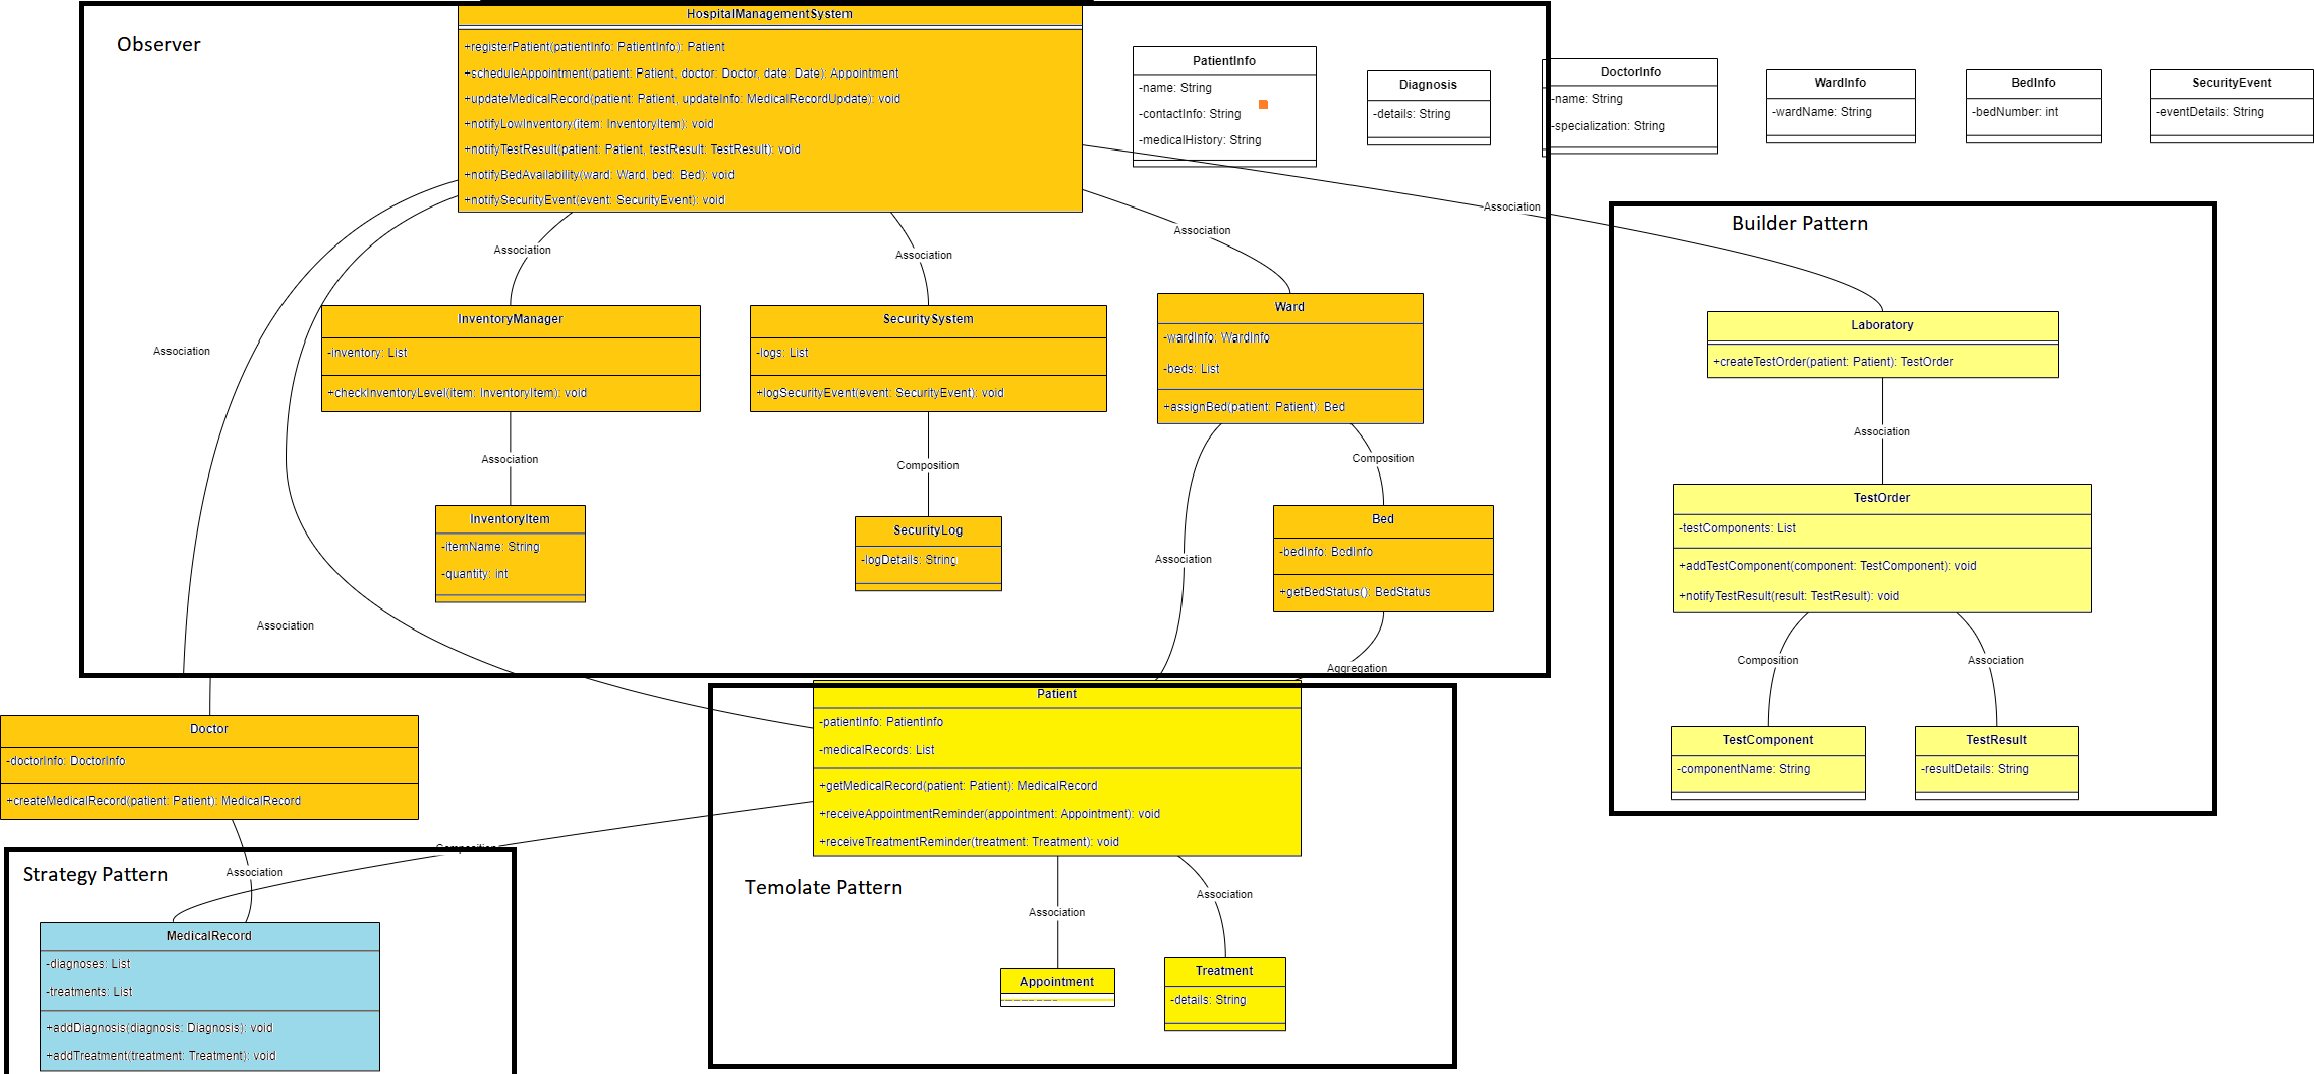 Observer
HospitalManagementSystem
+registerPatient(patientInfo: PatientInfo): Patient
+scheduleAppointment(patient: Patient, doctor: Doctor, date: Date): Appointment
+updateMedicalRecord(patient: Patient, updateInfo: MedicalRecordUpdate): void
+notifyLowInventory(item: InventoryItem): void
+notifyTestResult(patient: Patient, testResult: TestResult): void
+notifyBedAvailability(ward: Ward, bed: Bed): void
+notifySecurityEvent(event: SecurityEvent): void
PatientInfo
-name: String
-contactInfo: String
-medicalHistory: String
Diagnosis
-details: String
DoctorInfo
-name: String
-specialization: String
WardInfo
-wardName: String
BedInfo
-bedNumber: int
SecurityEvent
-eventDetails: String
Association
Association
Association
Association
Association
Association
InventoryManager
-inventory: List
+checkInventoryLevel(item: InventoryItem): void
SecuritySystem
-logs: List
+logSecurityEvent(event: SecurityEvent): void
Ward
-wardInfo: WardInfo
-beds: List
+assignBed(patient: Patient): Bed
Association
Composition
Composition
Association
InventoryItem
-itemName: String
-quantity: int
SecurityLog
-logDetails: String
Bed
-bedInfo: BedInfo
+getBedStatus(): BedStatus
Aggregation
Builder Pattern
Laboratory
+createTestOrder(patient: Patient): TestOrder
Association
TestOrder
-testComponents: List
+addTestComponent(component: TestComponent): void
+notifyTestResult(result: TestResult): void
Composition
Association
TestComponent
-componentName: String
TestResult
-resultDetails: String
Doctor
-doctorInfo: DoctorInfo
+createMedicalRecord(patient: Patient): MedicalRecord
Patient
-patientInfo: PatientInfo
-medicalRecords: List
+getMedicalRecord(patient: Patient): MedicalRecord
+receiveAppointmentReminder(appointment: Appointment): void
+receiveTreatmentReminder(treatment: Treatment): void
Composition
Strategy Pattern
Association
MedicalRecord
-diagnoses: List
-treatments: List
+addDiagnosis(diagnosis: Diagnosis): void
+addTreatment(treatment: Treatment): void
Temolate Pattern
Association
Association
Appointment
Treatment
-details: String